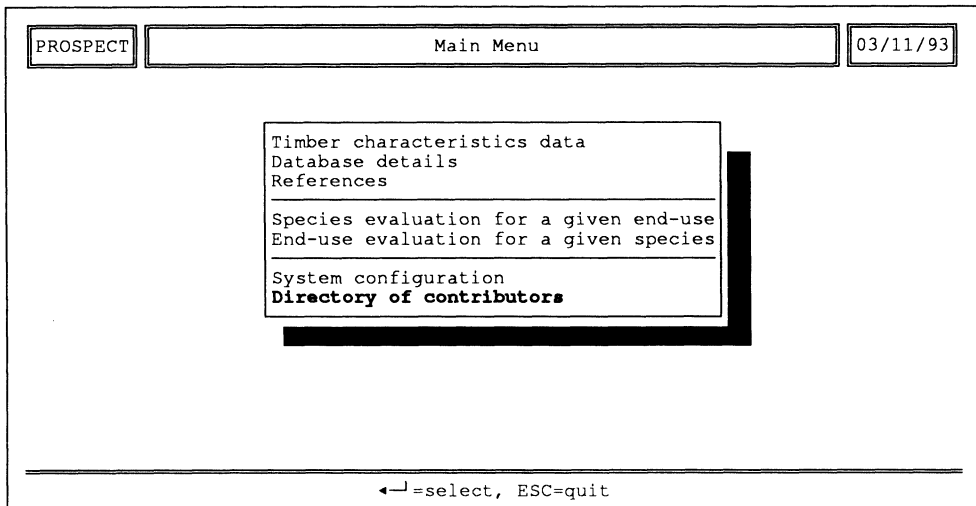 PROSPECT Main Menu 03/11/93
Timber characteristics data
Database details
References
Species evaluation for a given end-use
End-use evaluation for a given species
System configuration
Directory of contributors
◄─┘=select, ESC=quit